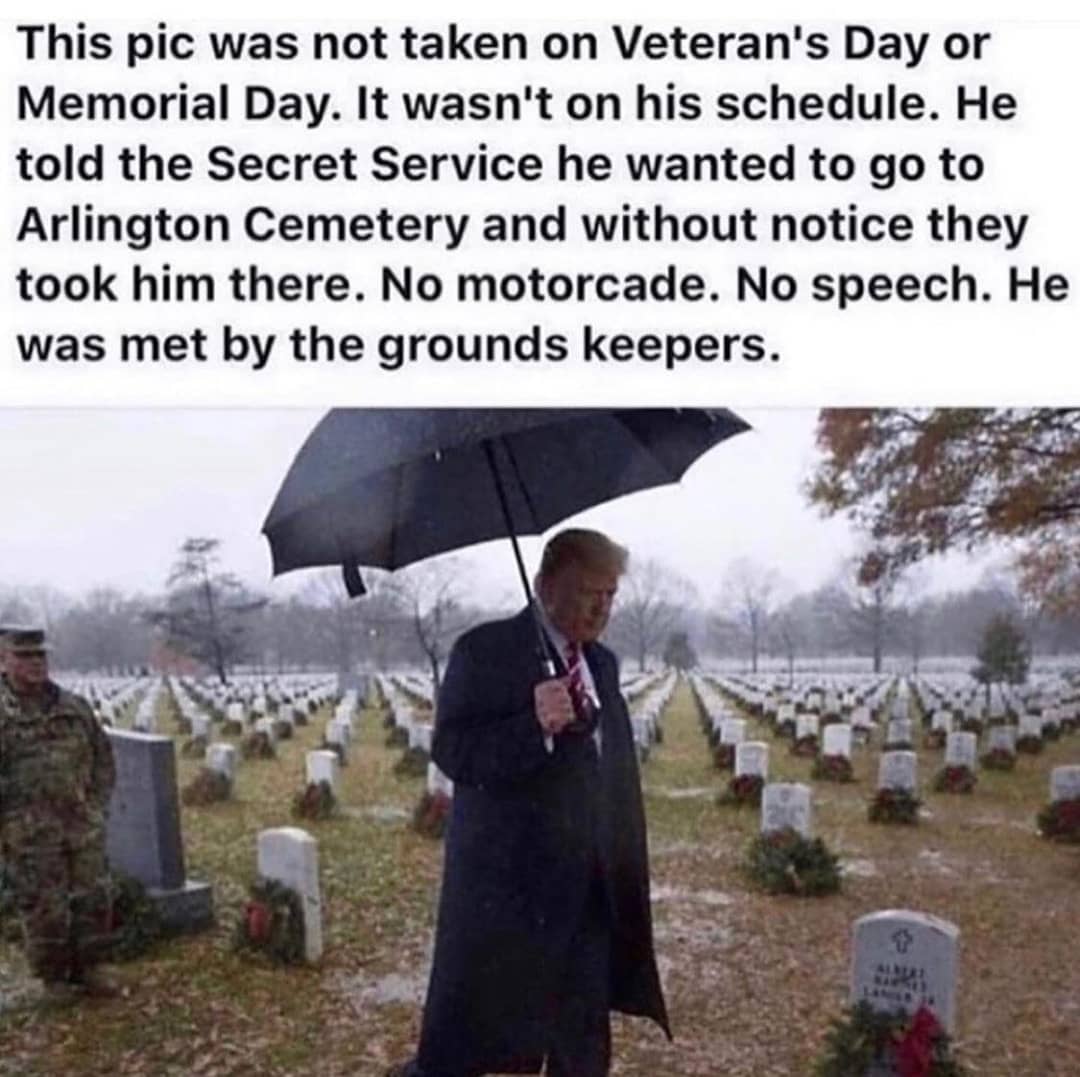 This pic was not taken on Veteran's Day or
Memorial Day. It wasn't on his schedule. He
told the Secret Service he wanted to go to
Arlington Cemetery and without notice they
took him there. No motorcade. No speech. He
was met by the grounds keepers.
ALBERT